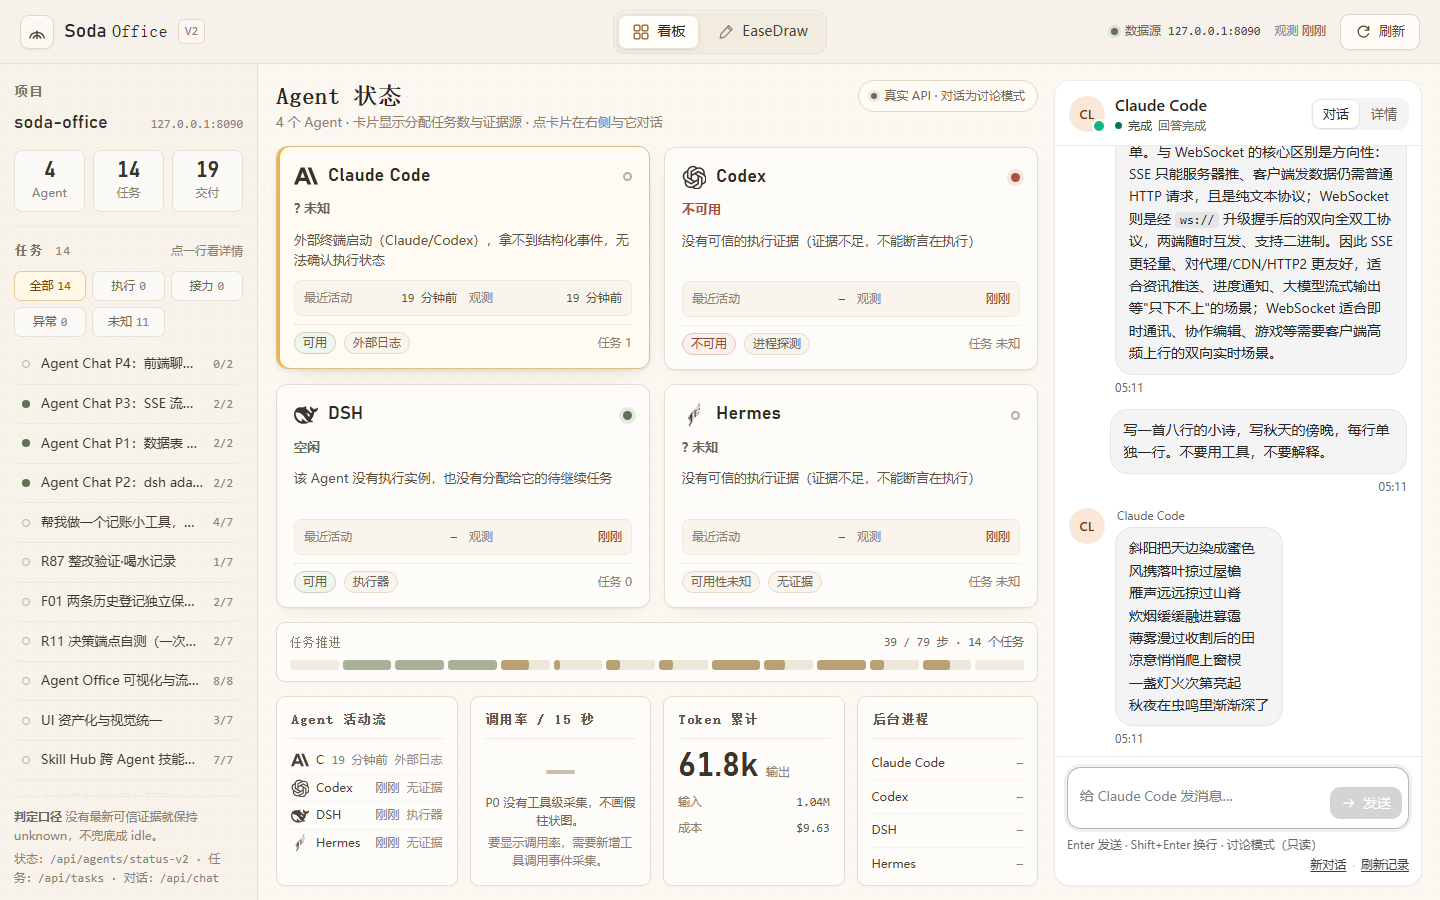 Soda Office V2
看板
EaseDraw
数据源 127.0.0.1:8090 观测 刚刚
刷新
项目
soda-office 127.0.0.1:8090
4 Agent
14 任务
19 交付
任务 14 点一行看详情
全部 14 执行 0 接力 0
异常 0 未知 11
Agent Chat P4：前端聊... 0/2
Agent Chat P3：SSE 流... 2/2
Agent Chat P1：数据表 ... 2/2
Agent Chat P2：dsh ada... 2/2
帮我做一个记账小工具，... 4/7
R87 整改验证·喝水记录 1/7
F01 两条历史登记独立保... 2/7
R11 决策端点自测（一次... 2/7
Agent Office 可视化与流... 8/8
UI 资产化与视觉统一 3/7
Skill Hub 跨 Agent 技能... 7/7
判定口径 没有最新可信证据就保持
unknown，不兜底成 idle。
状态: /api/agents/status-v2 · 任
务: /api/tasks · 对话: /api/chat
Agent 状态
4 个 Agent · 卡片显示分配任务数与证据源 · 点卡片在右侧与它对话
真实 API · 对话为讨论模式
Claude Code
? 未知
外部终端启动（Claude/Codex），拿不到结构化事件，无
法确认执行状态
最近活动 19 分钟前 观测 19 分钟前
可用 外部日志 任务 1
Codex
不可用
没有可信的执行证据（证据不足，不能断言在执行）
最近活动 – 观测 刚刚
不可用 进程探测 任务 未知
DSH
空闲
该 Agent 没有执行实例，也没有分配给它的待继续任务
最近活动 – 观测 刚刚
可用 执行器 任务 0
Hermes
? 未知
没有可信的执行证据（证据不足，不能断言在执行）
最近活动 – 观测 刚刚
可用性未知 无证据 任务 未知
任务推进 39 / 79 步 · 14 个任务
Agent 活动流
C 19 分钟前 外部日志
Codex 刚刚 无证据
DSH 刚刚 执行器
Hermes 刚刚 无证据
调用率 / 15 秒
—
P0 没有工具级采集，不画假
柱状图。
要显示调用率，需要新增工
具调用事件采集。
Token 累计
61.8k 输出
输入 1.04M
成本 $9.63
后台进程
Claude Code –
Codex –
DSH –
Hermes –
CL Claude Code
完成 回答完成
对话 详情
单。与 WebSocket 的核心区别是方向性：
SSE 只能服务器推、客户端发数据仍需普通
HTTP 请求，且是纯文本协议；WebSocket
则是经 ws:// 升级握手后的双向全双工协
议，两端随时互发、支持二进制。因此 SSE
更轻量、对代理/CDN/HTTP2 更友好，适
合资讯推送、进度通知、大模型流式输出
等"只下不上"的场景；WebSocket 适合即
时通讯、协作编辑、游戏等需要客户端高
频上行的双向实时场景。
05:11
写一首八行的小诗，写秋天的傍晚，每行单
独一行。不要用工具，不要解释。
05:11
CL Claude Code
斜阳把天边染成蜜色
风携落叶掠过屋檐
雁声远远掠过山脊
炊烟缓缓融进暮霭
薄雾漫过收割后的田
凉意悄悄爬上窗棂
一盏灯火次第亮起
秋夜在虫鸣里渐渐深了
05:11
给 Claude Code 发消息...
发送
Enter 发送 · Shift+Enter 换行 · 讨论模式（只读）
新对话 · 刷新记录